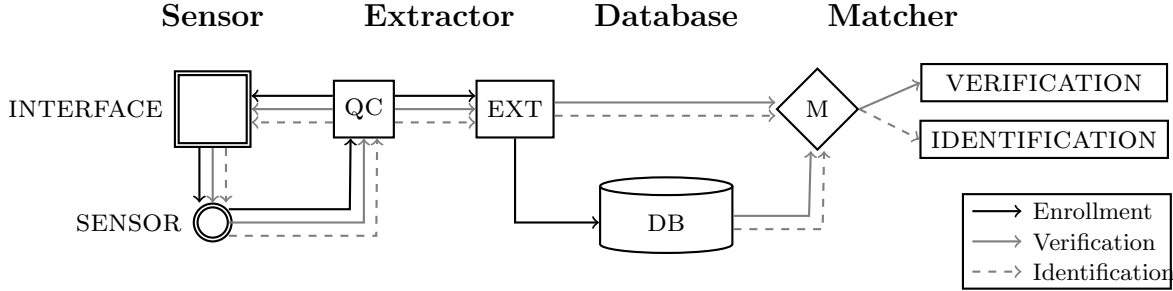 Sensor Extractor Database Matcher
INTERFACE
QC
EXT
M
VERIFICATION
IDENTIFICATION
SENSOR
DB
Enrollment
Verification
Identification